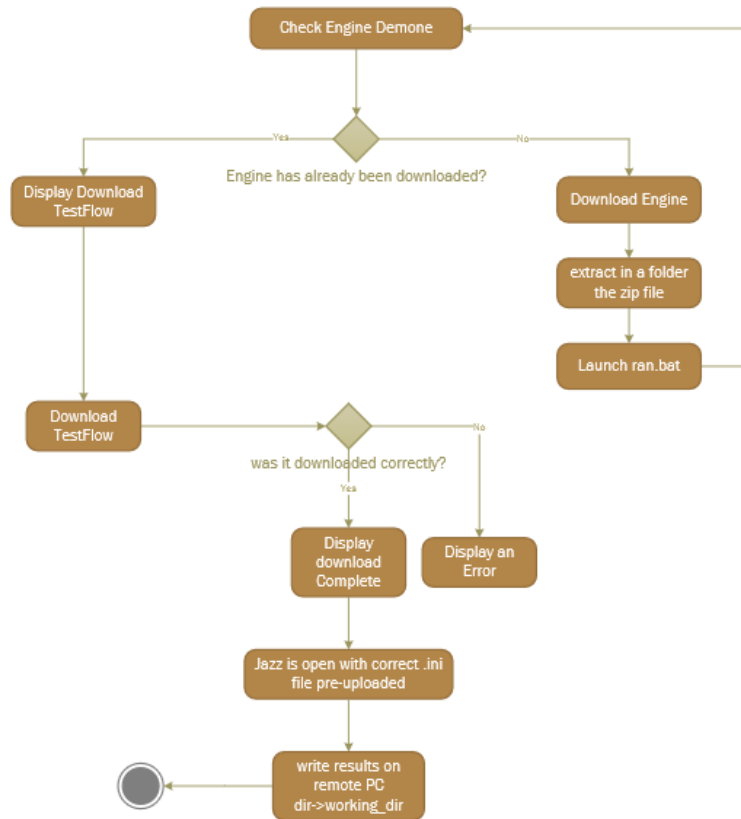 Check Engine Demone
Yes
No
Engine has already been downloaded?
Display Download
TestFlow
Download Engine
extract in a folder
the zip file
Launch ran.bat
Download
TestFlow
No
was it downloaded correctly?
Yes
Display
download
Complete
Display an
Error
Jazz is open with correct .ini
file pre-uploaded
write results on
remote PC
dir->working_dir